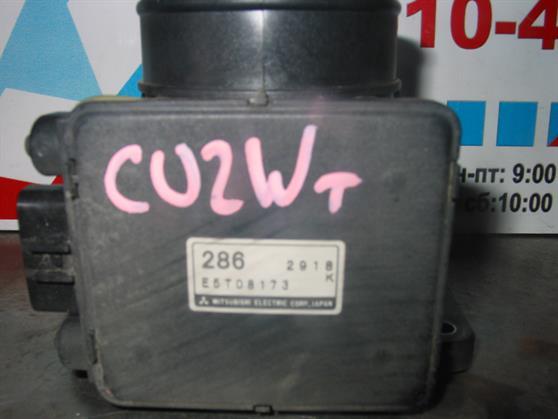 10-4
CU2WT
н-пт: 9:00
сб:10:00
286 2918
E5T08173 K
MITSUBISHI ELECTRIC CORP. JAPAN